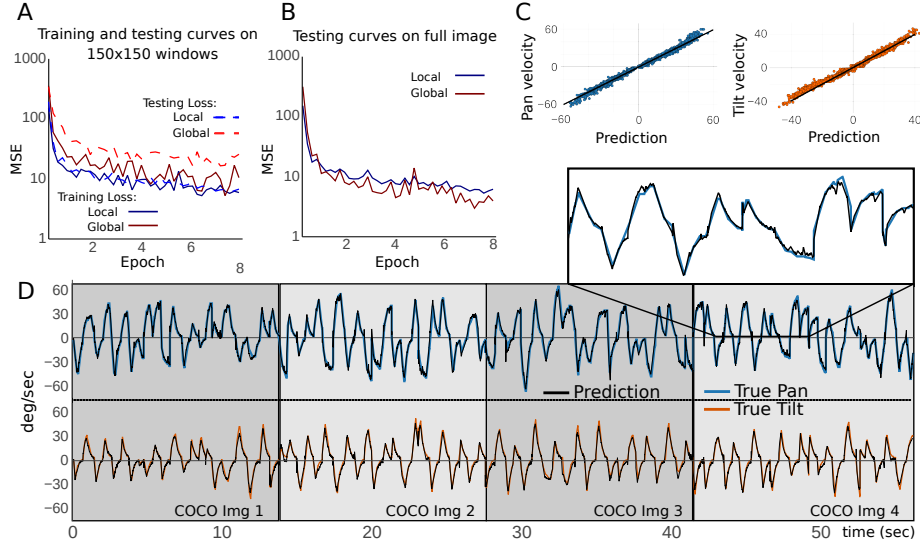 A
Training and testing curves on
150x150 windows
1000
100
10
1
MSE
Testing Loss:
Local
Global
Training Loss:
Local
Global
2
4
6
8
Epoch
B
Testing curves on full image
1000
100
10
1
MSE
Local
Global
2
4
6
8
Epoch
C
Pan velocity
60
0
−60
−60
0
60
Prediction
Tilt velocity
40
0
−40
−40
0
40
Prediction
D
deg/sec
60
30
0
−30
−60
60
30
0
−30
−60
Prediction
True Pan
True Tilt
COCO Img 1
COCO Img 2
COCO Img 3
COCO Img 4
0
10
20
30
40
50
time (sec)